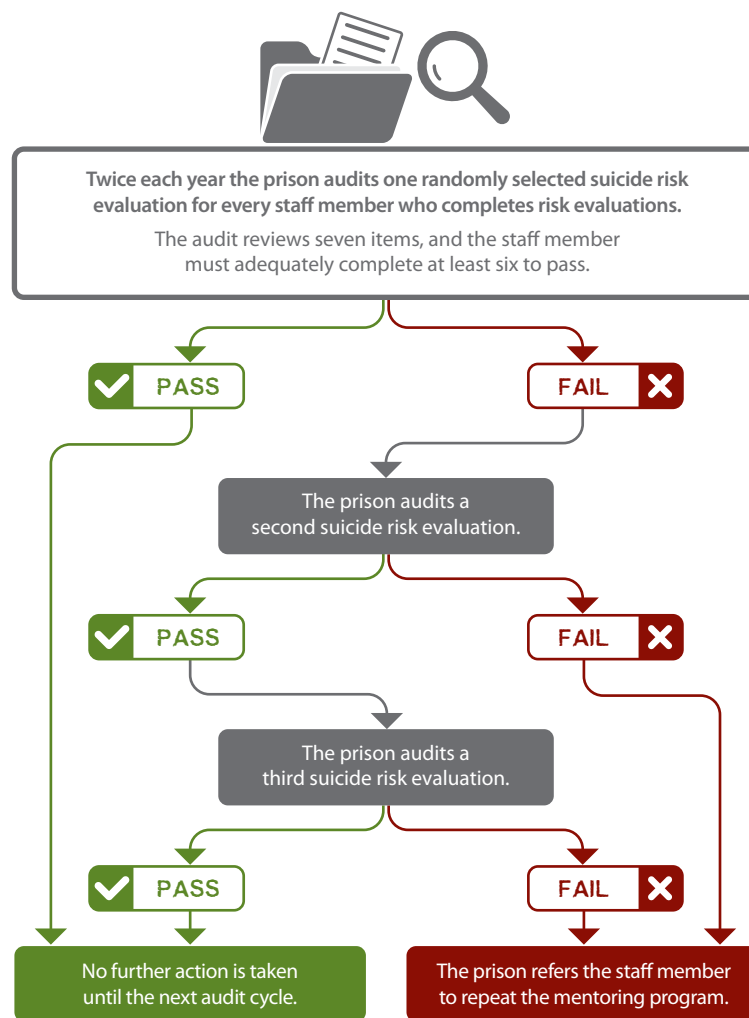 Twice each year the prison audits one randomly selected suicide risk
evaluation for every staff member who completes risk evaluations.
The audit reviews seven items, and the staff member
must adequately complete at least six to pass.
PASS
FAIL
The prison audits a
second suicide risk evaluation.
PASS
FAIL
The prison audits a
third suicide risk evaluation.
PASS
FAIL
No further action is taken
until the next audit cycle.
The prison refers the staff member
to repeat the mentoring program.